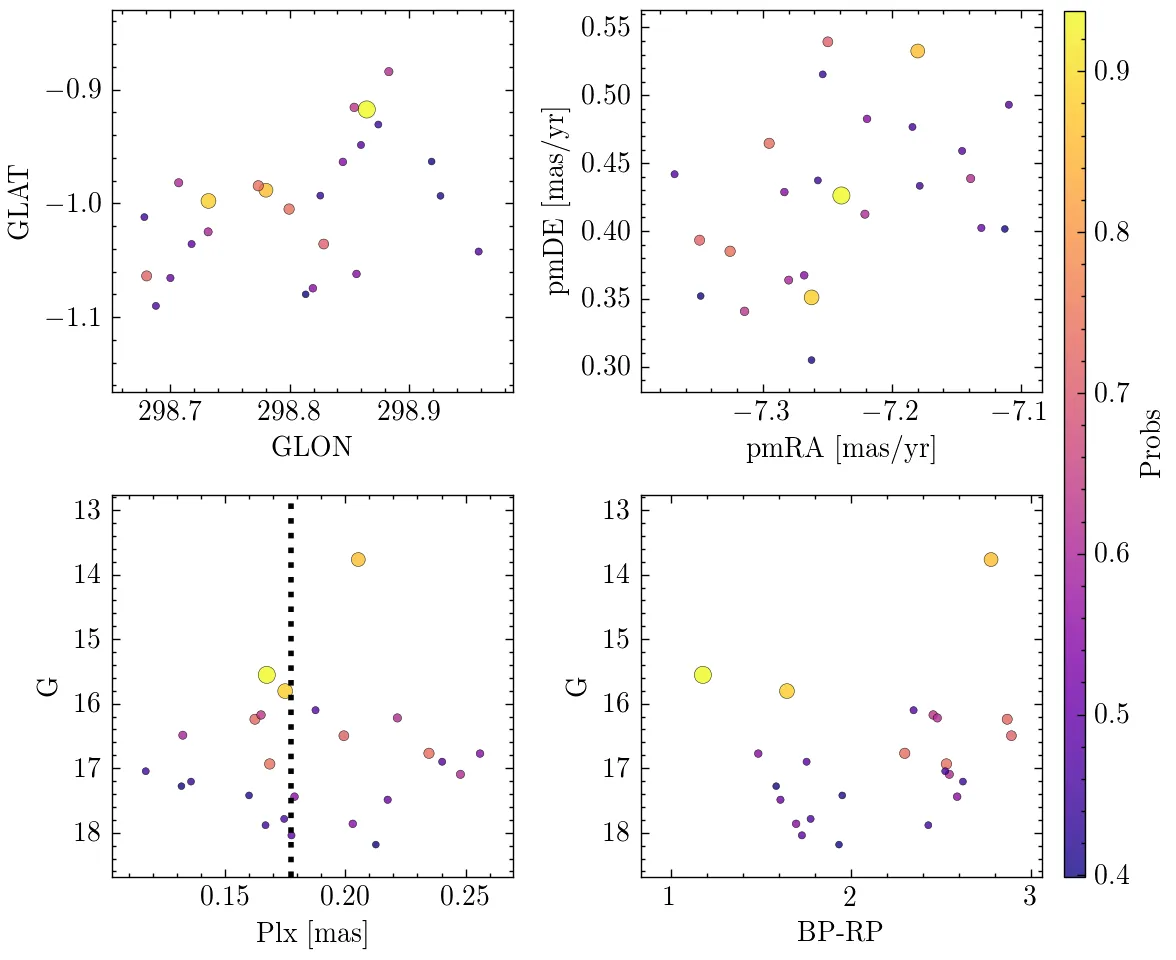 −0.9
−1.0
−1.1
GLAT
298.7 298.8 298.9
GLON
0.55
0.50
0.45
0.40
0.35
0.30
pmDE [mas/yr]
−7.3 −7.2 −7.1
pmRA [mas/yr]
0.9
0.8
0.7
0.6
0.5
0.4
Probs
13
14
15
16
17
18
G
0.15 0.20 0.25
Plx [mas]
13
14
15
16
17
18
G
1 2 3
BP-RP